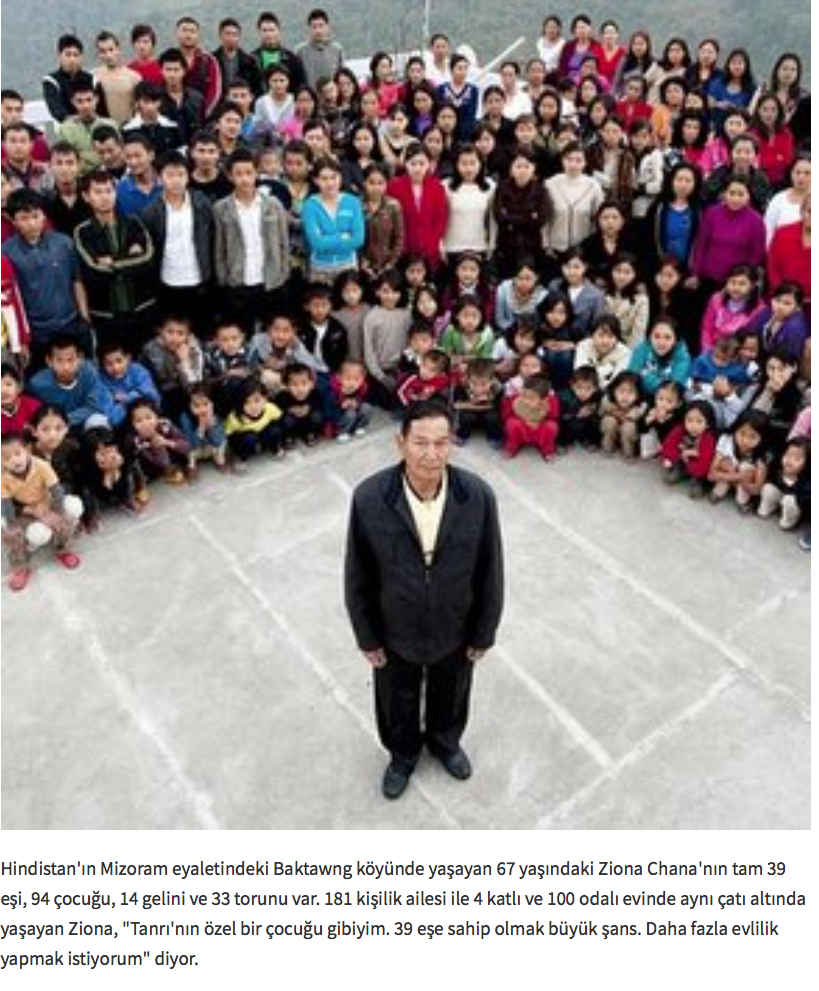 Hindistan'ın Mizoram eyaletindeki Baktawng köyünde yaşayan 67 yaşındaki Ziona Chana'nın tam 39
eşi, 94 çocuğu, 14 gelini ve 33 torunu var. 181 kişilik ailesi ile 4 katlı ve 100 odalı evinde aynı çatı altında
yaşayan Ziona, "Tanrı'nın özel bir çocuğu gibiyim. 39 eşe sahip olmak büyük şans. Daha fazla evlilik
yapmak istiyorum" diyor.